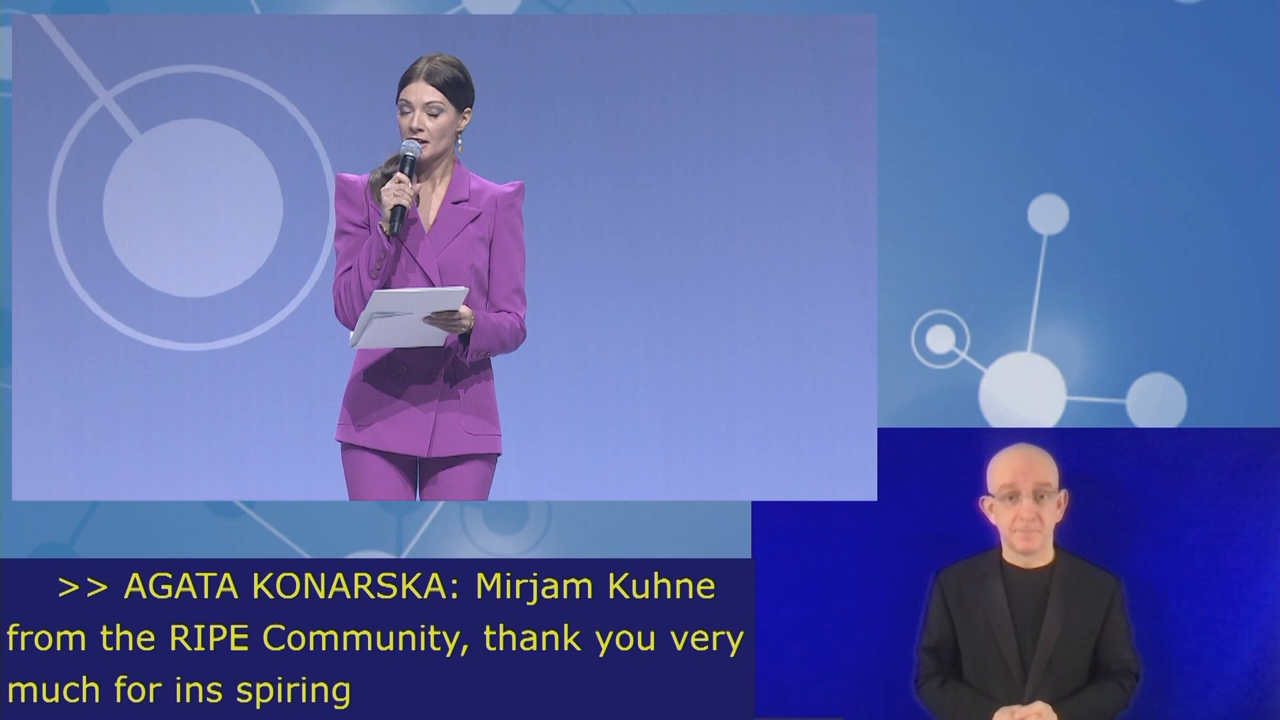 >> AGATA KONARSKA: Mirjam Kuhne
from the RIPE Community, thank you very
much for ins spiring